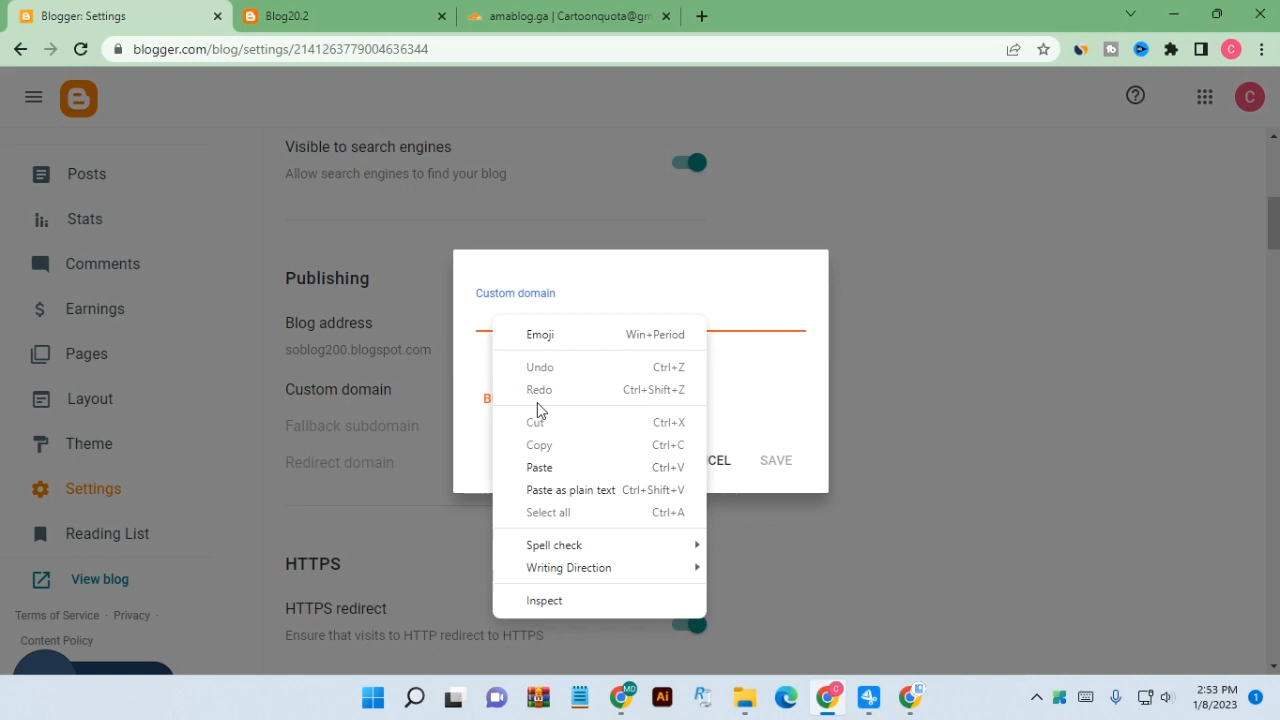 Blogger: Settings
Blog20.2
amablog.ga | Cartoonquota@gm
blogger.com/blog/settings/2141263779004636344
C
C
Posts
Stats
Comments
Earnings
Pages
Layout
Theme
Settings
Reading List
View blog
Terms of Service · Privacy ·
Content Policy
Visible to search engines
Allow search engines to find your blog
Publishing
Blog address
soblog200.blogspot.com
Custom domain
Fallback subdomain
Redirect domain
HTTPS
HTTPS redirect
Ensure that visits to HTTP redirect to HTTPS
Custom domain
B
CEL SAVE
Emoji Win+Period
Undo Ctrl+Z
Redo Ctrl+Shift+Z
Cut Ctrl+X
Copy Ctrl+C
Paste Ctrl+V
Paste as plain text Ctrl+Shift+V
Select all Ctrl+A
Spell check
Writing Direction
Inspect
MD
Ai
C
2:53 PM
1/8/2023
1